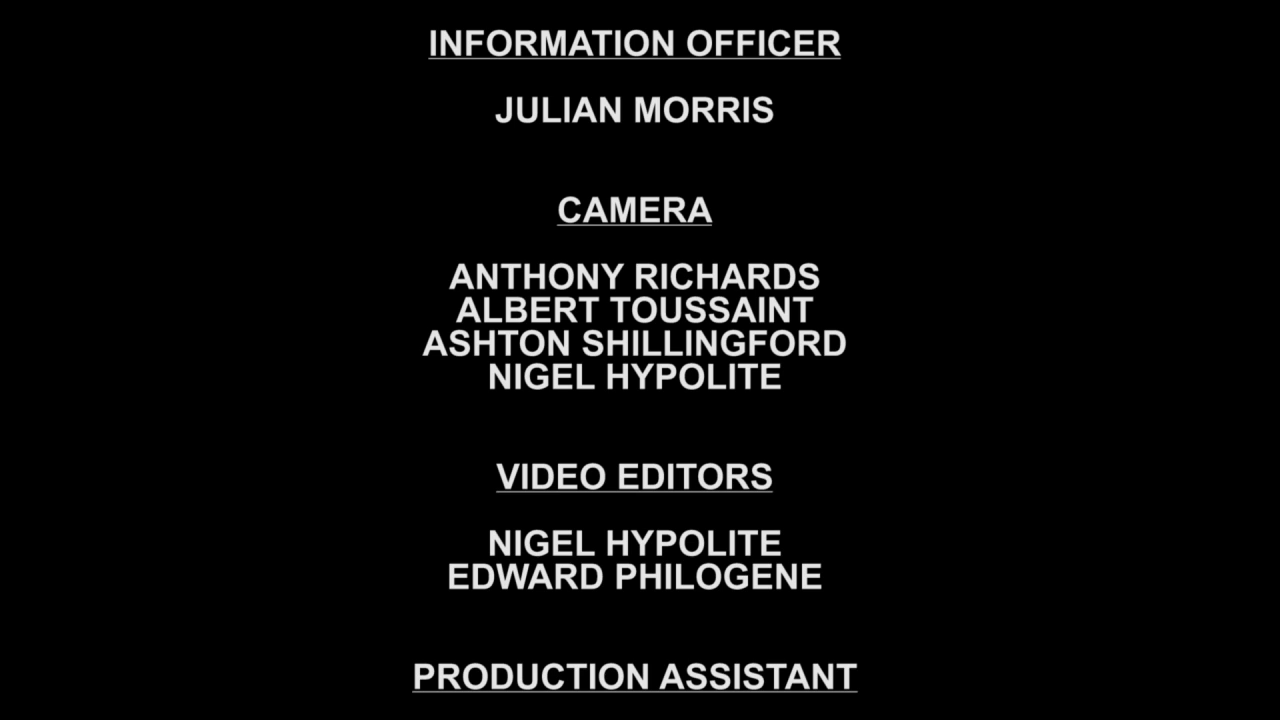 INFORMATION OFFICER
JULIAN MORRIS
CAMERA
ANTHONY RICHARDS
ALBERT TOUSSAINT
ASHTON SHILLINGFORD
NIGEL HYPOLITE
VIDEO EDITORS
NIGEL HYPOLITE
EDWARD PHILOGENE
PRODUCTION ASSISTANT